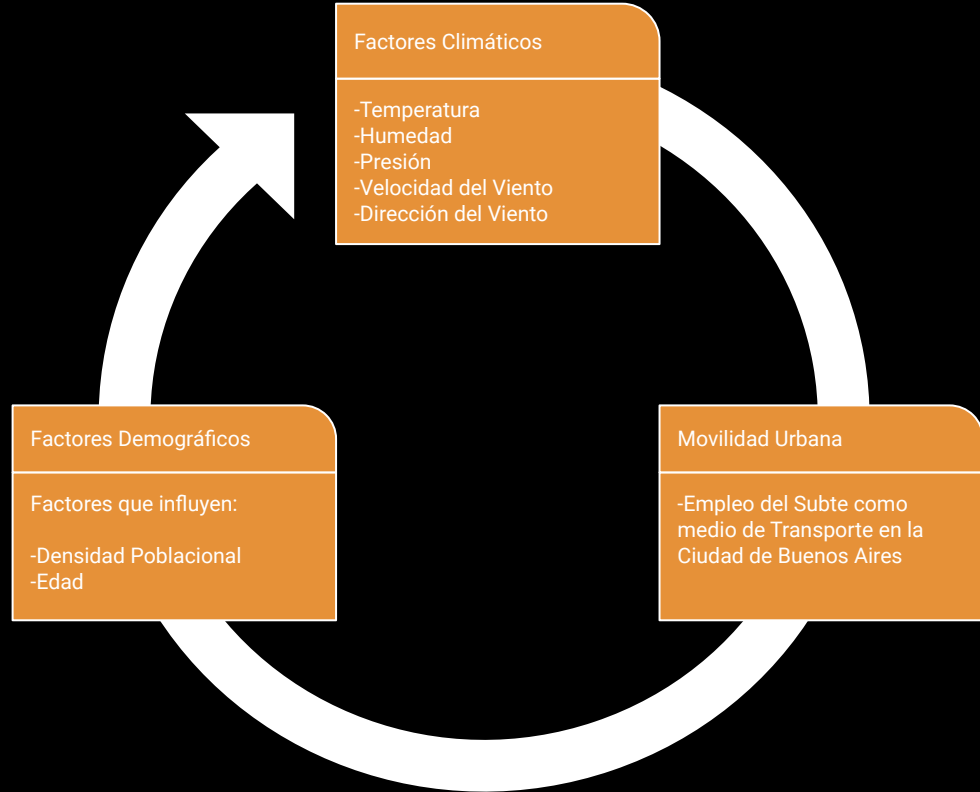 Factores Climáticos
-Temperatura
-Humedad
-Presión
-Velocidad del Viento
-Dirección del Viento
Factores Demográficos
Factores que influyen:
-Densidad Poblacional
-Edad
Movilidad Urbana
-Empleo del Subte como
medio de Transporte en la
Ciudad de Buenos Aires